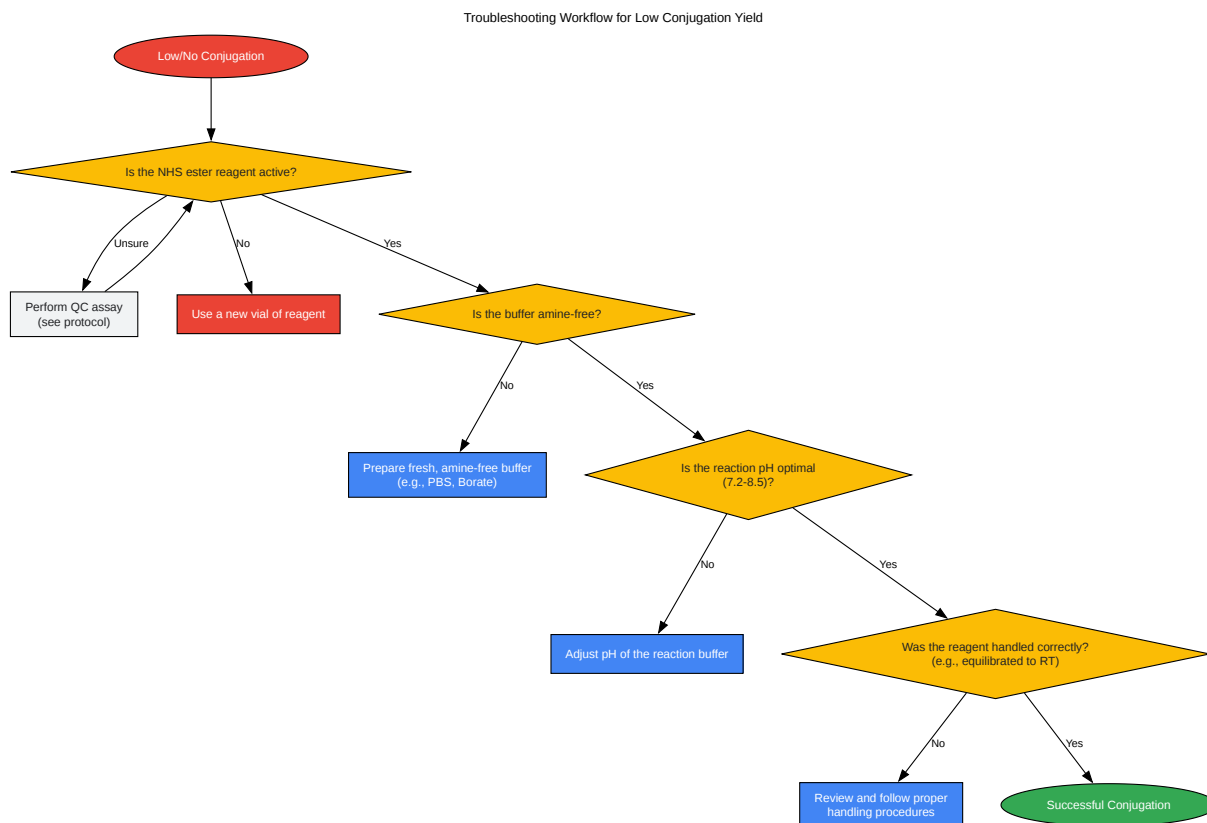 Troubleshooting Workflow for Low Conjugation Yield
Low/No Conjugation
Is the NHS ester reagent active?
Unsure
No
Yes
Perform QC assay
(see protocol)
Use a new vial of reagent
Is the buffer amine-free?
No
Yes
Prepare fresh, amine-free buffer
(e.g., PBS, Borate)
Is the reaction pH optimal
(7.2-8.5)?
No
Yes
Adjust pH of the reaction buffer
Was the reagent handled correctly?
(e.g., equilibrated to RT)
No
Yes
Review and follow proper
handling procedures
Successful Conjugation